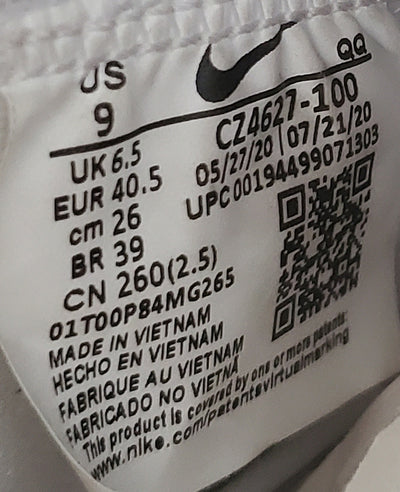 QQ
US
9
CZ4627-100
05/27/20 | 07/21/20
UPC00194499071303
UK 6.5
EUR 40.5
cm 26
BR 39
CN 260(2.5)
01T00P84MG265
MADE IN VIETNAM
HECHO EN VIETNAM
FABRIQUE AU VIETNAM
FABRICADO NO VIETNÃ
This product is covered by one or more patents:
www.nike.com/patentsvirtualmarking